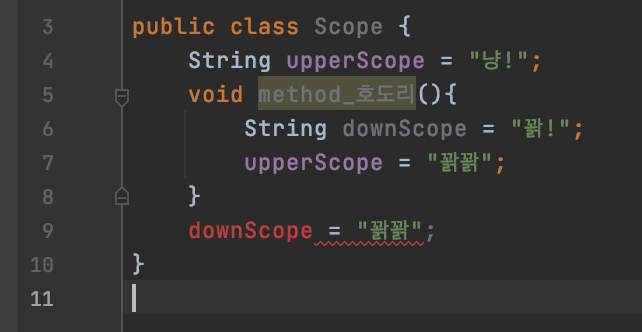 3 public class Scope {
4 String upperScope = "냥!";
5 void method_호도리(){
6 String downScope = "꽑!";
7 upperScope = "꽑꽑";
8 }
9 downScope = "꽑꽑";
10 }
11